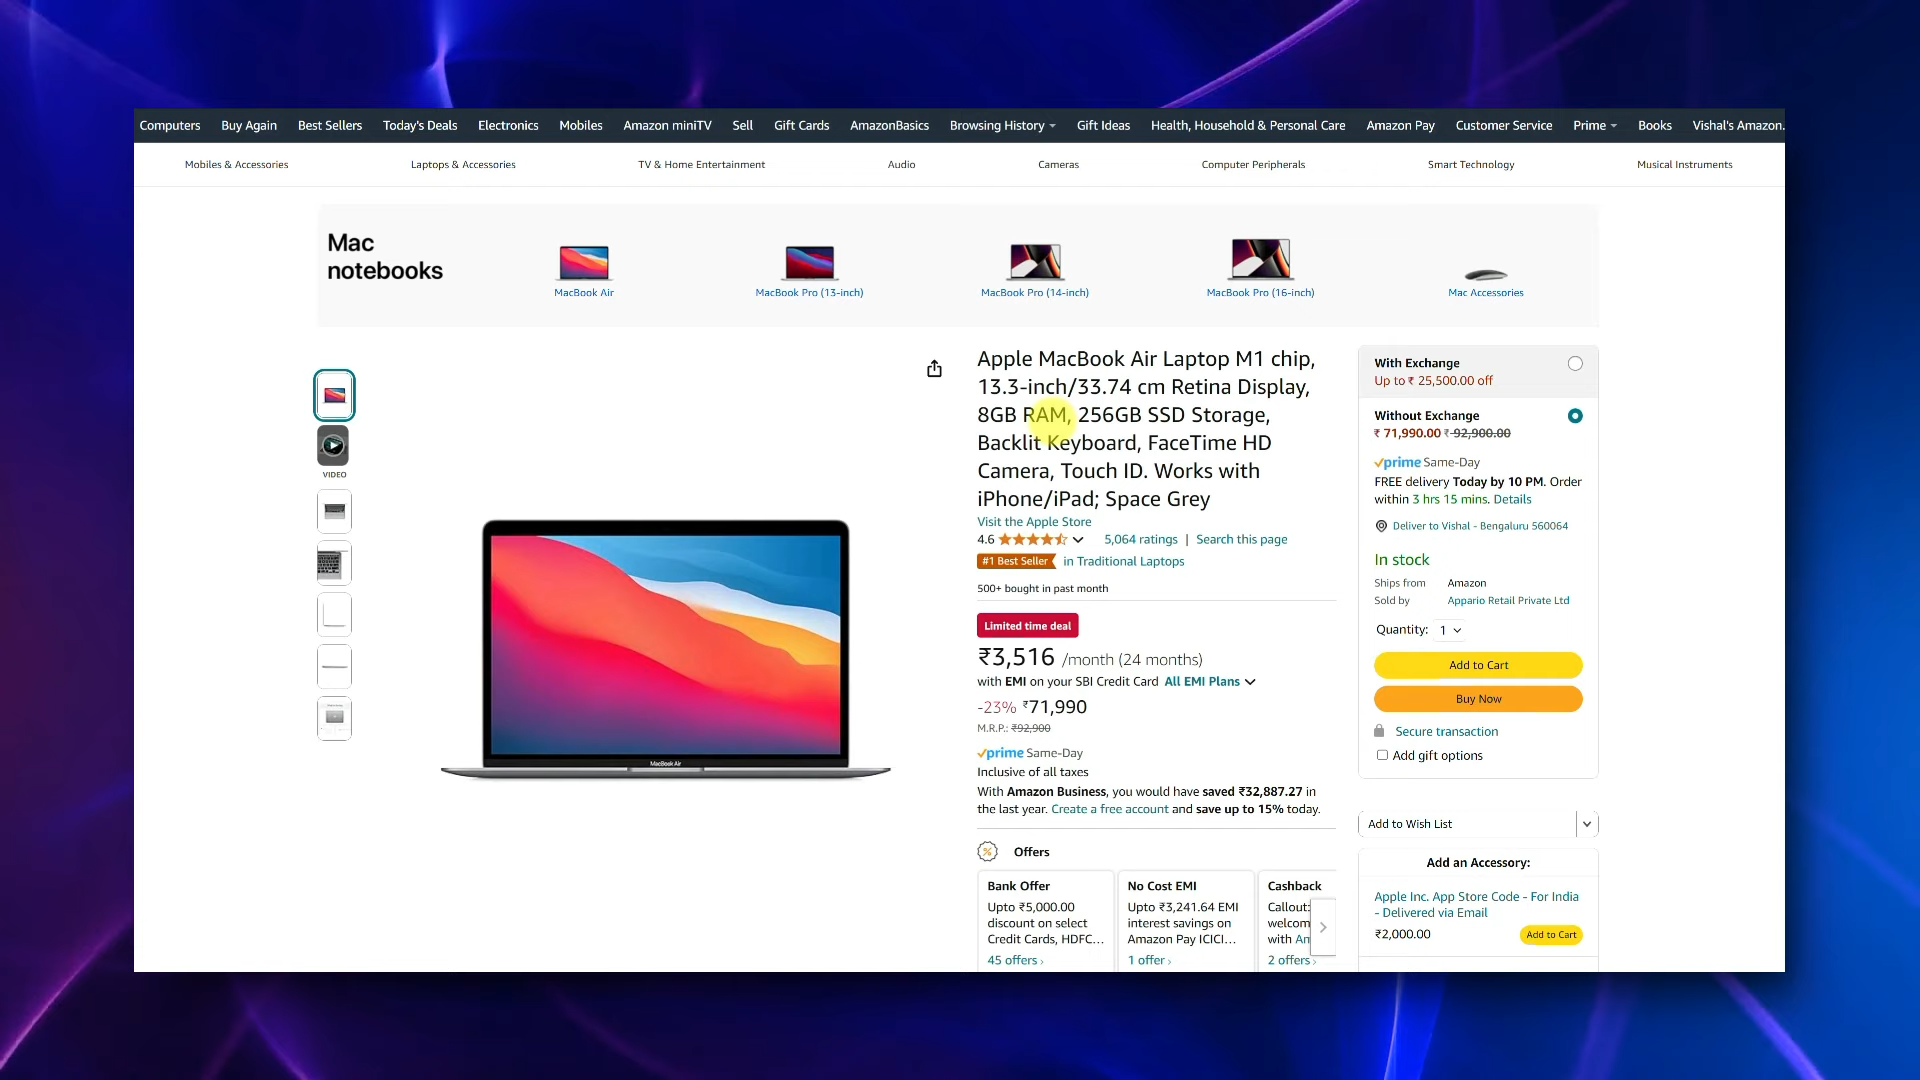 Computers Buy Again Best Sellers Today's Deals Electronics Mobiles Amazon miniTV Sell Gift Cards AmazonBasics Browsing History Gift Ideas Health, Household & Personal Care Amazon Pay Customer Service Prime Books Vishal's Amazon.
Mobiles & Accessories Laptops & Accessories TV & Home Entertainment Audio Cameras Computer Peripherals Smart Technology Musical Instruments
Mac
notebooks
MacBook Air MacBook Pro (13-inch) MacBook Pro (14-inch) MacBook Pro (16-inch) Mac Accessories
VIDEO
MacBook Air
Apple MacBook Air Laptop M1 chip,
13.3-inch/33.74 cm Retina Display,
8GB RAM, 256GB SSD Storage,
Backlit Keyboard, FaceTime HD
Camera, Touch ID. Works with
iPhone/iPad; Space Grey
Visit the Apple Store
4.6 5,064 ratings | Search this page
#1 Best Seller in Traditional Laptops
500+ bought in past month
Limited time deal
₹3,516 /month (24 months)
with EMI on your SBI Credit Card All EMI Plans
-23% ₹71,990
M.R.P.: ₹92,900
prime Same-Day
Inclusive of all taxes
With Amazon Business, you would have saved ₹32,887.27 in
the last year. Create a free account and save up to 15% today.
Offers
Bank Offer
Upto ₹5,000.00
discount on select
Credit Cards, HDFC...
45 offers ›
No Cost EMI
Upto ₹3,241.64 EMI
interest savings on
Amazon Pay ICICI...
1 offer ›
Cashback
Callout:
welcom
with An
2 offers ›
With Exchange
Up to ₹ 25,500.00 off
Without Exchange
₹ 71,990.00 ₹ 92,900.00
prime Same-Day
FREE delivery Today by 10 PM. Order
within 3 hrs 15 mins. Details
Deliver to Vishal - Bengaluru 560064
In stock
Ships from Amazon
Sold by Appario Retail Private Ltd
Quantity: 1
Add to Cart
Buy Now
Secure transaction
Add gift options
Add to Wish List
Add an Accessory:
Apple Inc. App Store Code - For India
- Delivered via Email
₹2,000.00 Add to Cart